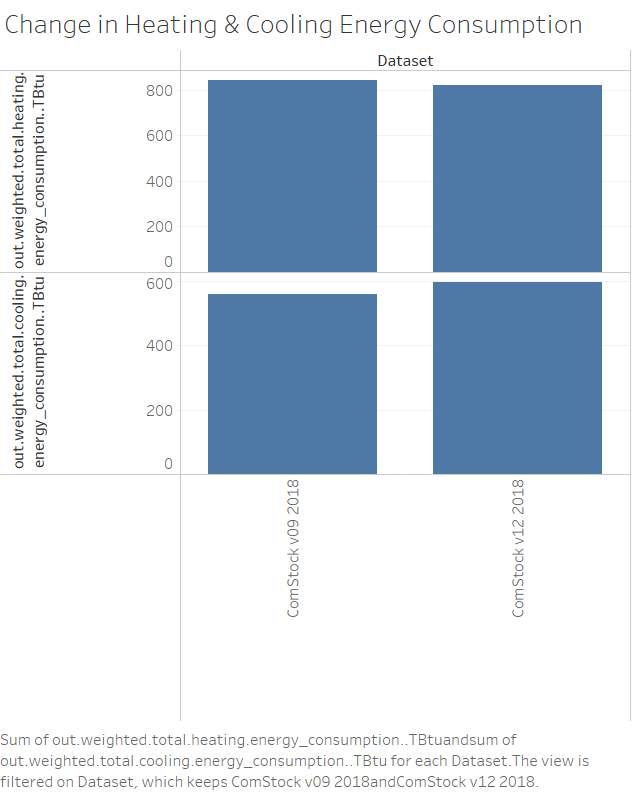 Change in Heating & Cooling Energy Consumption
Dataset
out.weighted.total.heating.
energy_consumption..TBtu
800
600
400
200
0
out.weighted.total.cooling.
energy_consumption..TBtu
600
400
200
0
ComStock v09 2018
ComStock v12 2018
Sum of out.weighted.total.heating.energy_consumption..TBtuandsum of
out.weighted.total.cooling.energy_consumption..TBtu for each Dataset.The view is
filtered on Dataset, which keeps ComStock v09 2018andComStock v12 2018.